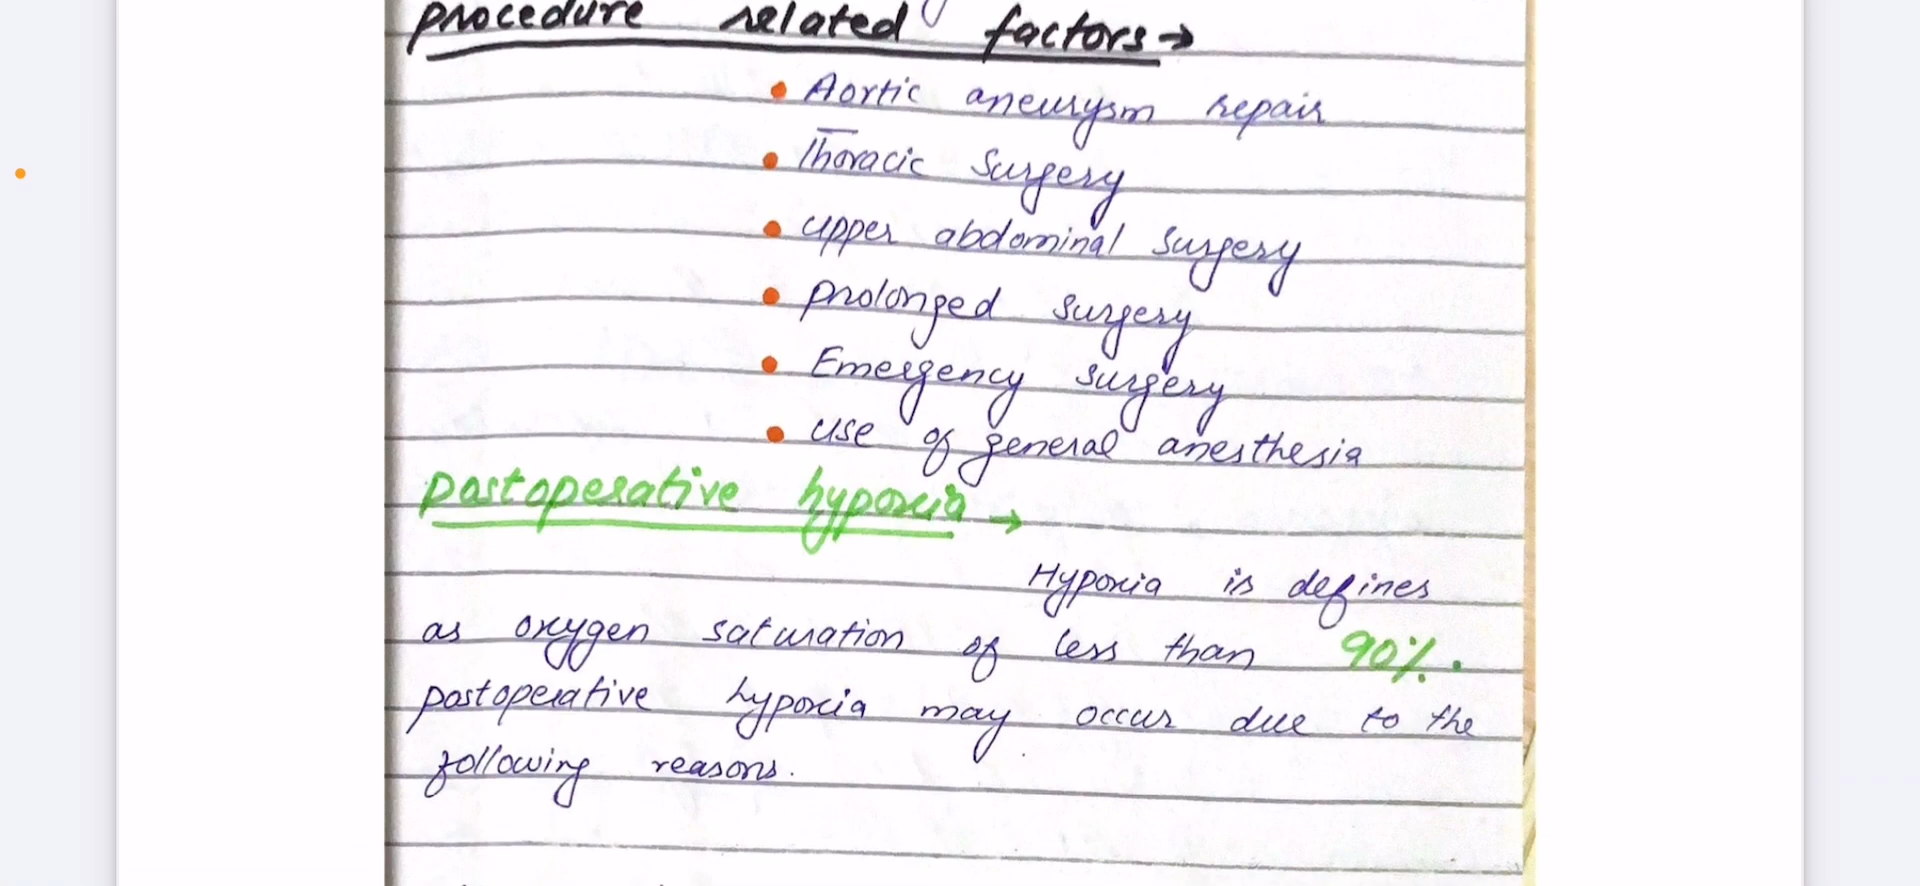 procedure related factors→
• Aortic aneurysm repair
• Thoracic surgery
• upper abdominal surgery
• prolonged surgery
• Emergency surgery
• use of general anesthesia
postoperative hypoxia →
Hypoxia is defines
as oxygen saturation of less than 90%.
postoperative hypoxia may occur due to the
following reasons.